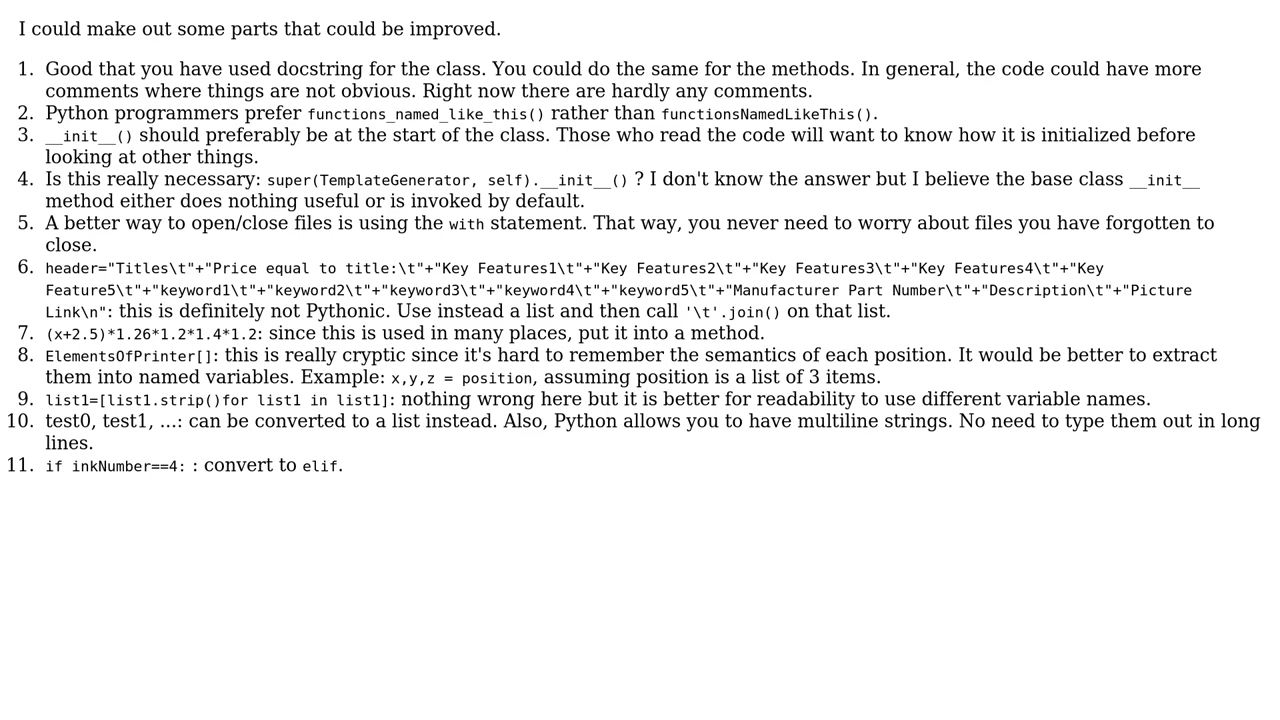 I could make out some parts that could be improved.
1. Good that you have used docstring for the class. You could do the same for the methods. In general, the code could have more
comments where things are not obvious. Right now there are hardly any comments.
2. Python programmers prefer functions_named_like_this() rather than functionsNamedLikeThis().
3. __init__() should preferably be at the start of the class. Those who read the code will want to know how it is initialized before
looking at other things.
4. Is this really necessary: super(TemplateGenerator, self).__init__() ? I don't know the answer but I believe the base class __init__
method either does nothing useful or is invoked by default.
5. A better way to open/close files is using the with statement. That way, you never need to worry about files you have forgotten to
close.
6. header="Titles\t"+"Price equal to title:\t"+"Key Features1\t"+"Key Features2\t"+"Key Features3\t"+"Key Features4\t"+"Key
Feature5\t"+"keyword1\t"+"keyword2\t"+"keyword3\t"+"keyword4\t"+"keyword5\t"+"Manufacturer Part Number\t"+"Description\t"+"Picture
Link\n": this is definitely not Pythonic. Use instead a list and then call '\t'.join() on that list.
7. (x+2.5)*1.26*1.2*1.4*1.2: since this is used in many places, put it into a method.
8. ElementsOfPrinter[]: this is really cryptic since it's hard to remember the semantics of each position. It would be better to extract
them into named variables. Example: x,y,z = position, assuming position is a list of 3 items.
9. list1=[list1.strip()for list1 in list1]: nothing wrong here but it is better for readability to use different variable names.
10. test0, test1, ...: can be converted to a list instead. Also, Python allows you to have multiline strings. No need to type them out in long
lines.
11. if inkNumber==4: : convert to elif.